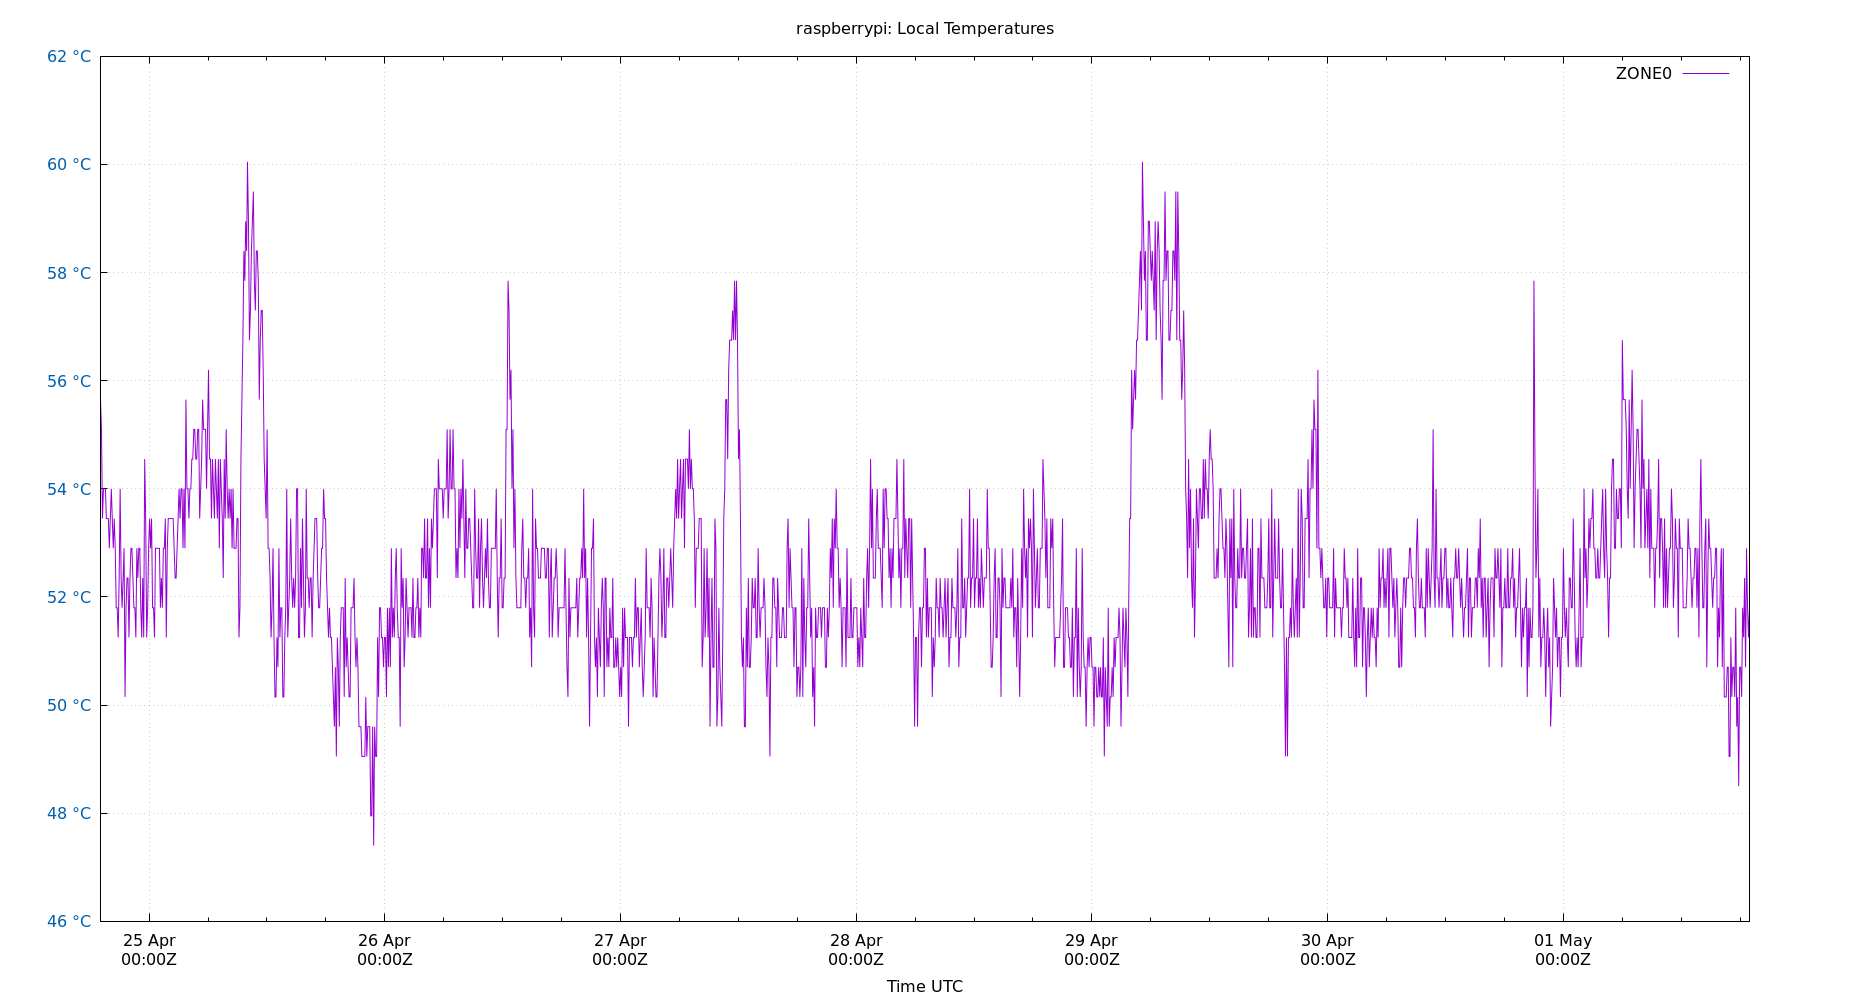 raspberrypi: Local Temperatures
62 °C
ZONE0
60 °C
58 °C
56 °C
54 °C
52 °C
50 °C
48 °C
46 °C
25 Apr
00:00Z
26 Apr
00:00Z
27 Apr
00:00Z
28 Apr
00:00Z
29 Apr
00:00Z
30 Apr
00:00Z
01 May
00:00Z
Time UTC